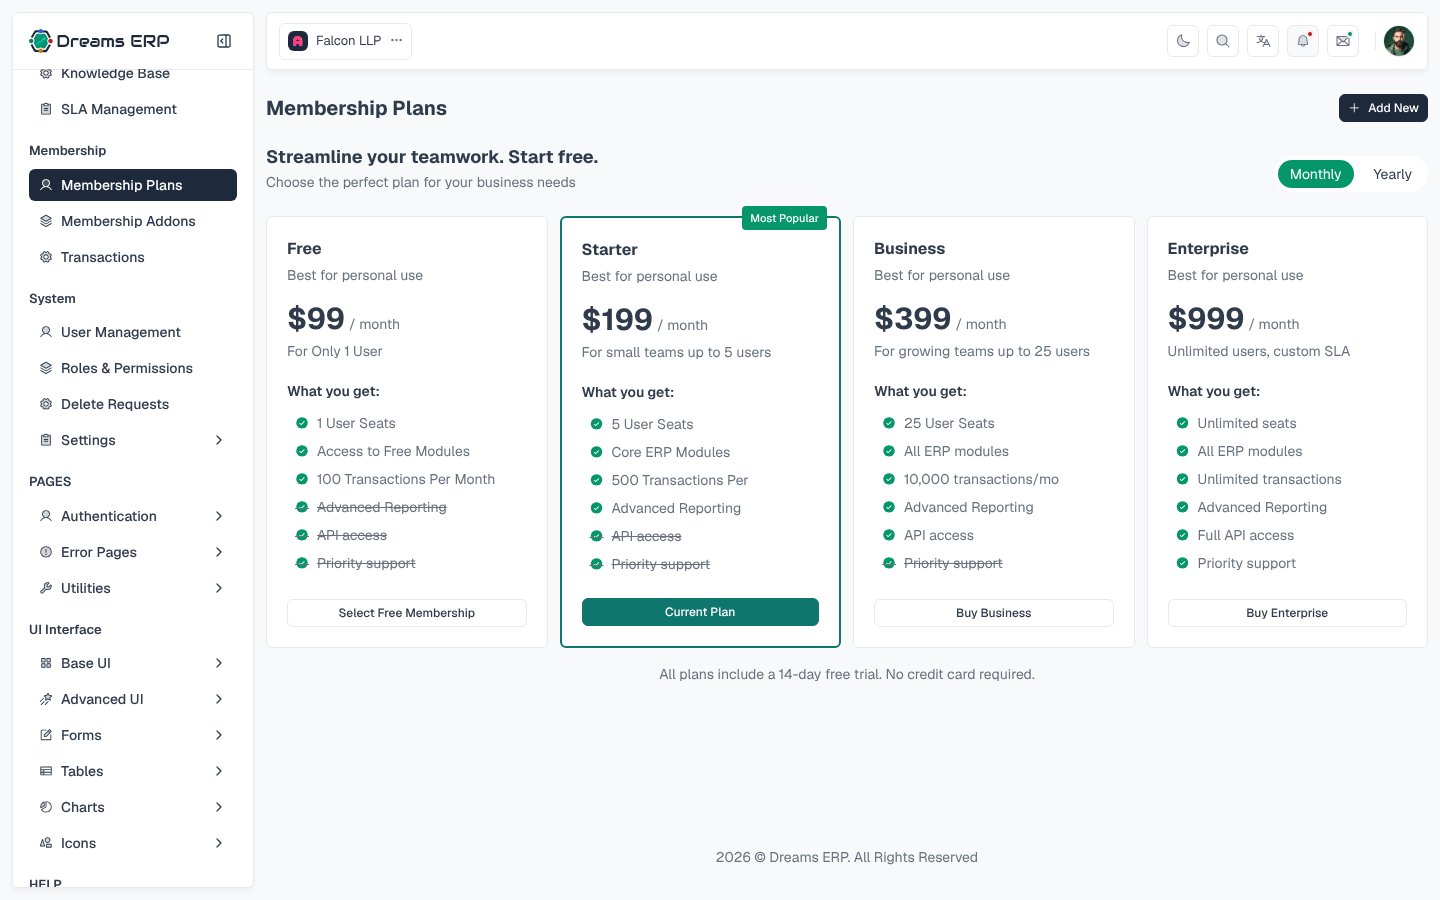 Dreams ERP
Knowledge Base
SLA Management
Membership
Membership Plans
Membership Addons
Transactions
System
User Management
Roles & Permissions
Delete Requests
Settings
PAGES
Authentication
Error Pages
Utilities
UI Interface
Base UI
Advanced UI
Forms
Tables
Charts
Icons
HELP
Falcon LLP
Membership Plans
Add New
Streamline your teamwork. Start free.
Choose the perfect plan for your business needs
Monthly
Yearly
Free
Best for personal use
$99 / month
For Only 1 User
What you get:
1 User Seats
Access to Free Modules
100 Transactions Per Month
Advanced Reporting
API access
Priority support
Select Free Membership
Most Popular
Starter
Best for personal use
$199 / month
For small teams up to 5 users
What you get:
5 User Seats
Core ERP Modules
500 Transactions Per
Advanced Reporting
API access
Priority support
Current Plan
Business
Best for personal use
$399 / month
For growing teams up to 25 users
What you get:
25 User Seats
All ERP modules
10,000 transactions/mo
Advanced Reporting
API access
Priority support
Buy Business
Enterprise
Best for personal use
$999 / month
Unlimited users, custom SLA
What you get:
Unlimited seats
All ERP modules
Unlimited transactions
Advanced Reporting
Full API access
Priority support
Buy Enterprise
All plans include a 14-day free trial. No credit card required.
2026 © Dreams ERP. All Rights Reserved